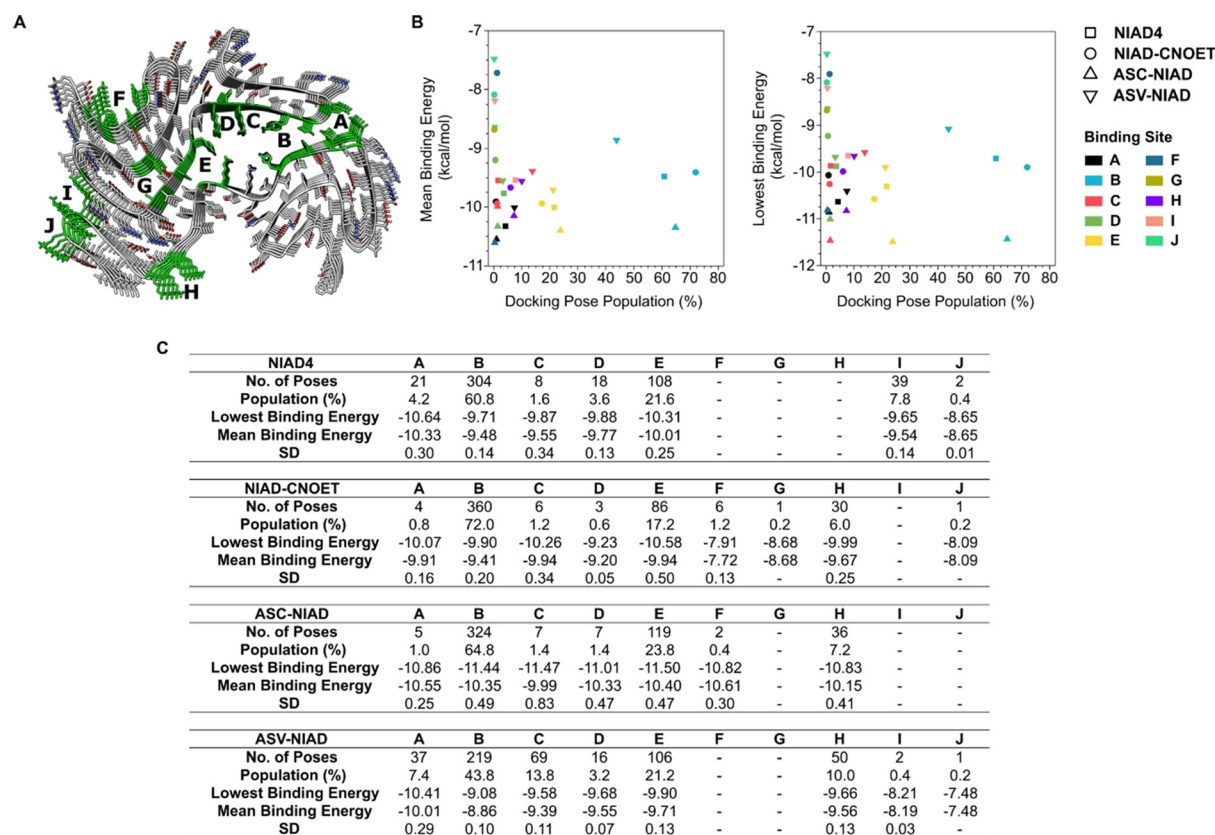 A
F
D C
A
B
E
G
I
J
H
B
-7
-8
-9
-10
-11
0 10 20 30 40 50 60 70 80
Mean Binding Energy
(kcal/mol)
Docking Pose Population (%)
-7
-8
-9
-10
-11
-12
0 10 20 30 40 50 60 70 80
Lowest Binding Energy
(kcal/mol)
Docking Pose Population (%)
NIAD4
NIAD-CNOET
ASC-NIAD
ASV-NIAD
Binding Site
A F
B G
C H
D I
E J
C
NIAD4 A B C D E F G H I J
No. of Poses 21 304 8 18 108 - - - 39 2
Population (%) 4.2 60.8 1.6 3.6 21.6 - - - 7.8 0.4
Lowest Binding Energy -10.64 -9.71 -9.87 -9.88 -10.31 - - - -9.65 -8.65
Mean Binding Energy -10.33 -9.48 -9.55 -9.77 -10.01 - - - -9.54 -8.65
SD 0.30 0.14 0.34 0.13 0.25 - - - 0.14 0.01
NIAD-CNOET A B C D E F G H I J
No. of Poses 4 360 6 3 86 6 1 30 - 1
Population (%) 0.8 72.0 1.2 0.6 17.2 1.2 0.2 6.0 - 0.2
Lowest Binding Energy -10.07 -9.90 -10.26 -9.23 -10.58 -7.91 -8.68 -9.99 - -8.09
Mean Binding Energy -9.91 -9.41 -9.94 -9.20 -9.94 -7.72 -8.68 -9.67 - -8.09
SD 0.16 0.20 0.34 0.05 0.50 0.13 - 0.25 - -
ASC-NIAD A B C D E F G H I J
No. of Poses 5 324 7 7 119 2 - 36 - -
Population (%) 1.0 64.8 1.4 1.4 23.8 0.4 - 7.2 - -
Lowest Binding Energy -10.86 -11.44 -11.47 -11.01 -11.50 -10.82 - -10.83 - -
Mean Binding Energy -10.55 -10.35 -9.99 -10.33 -10.40 -10.61 - -10.15 - -
SD 0.25 0.49 0.83 0.47 0.47 0.30 - 0.41 - -
ASV-NIAD A B C D E F G H I J
No. of Poses 37 219 69 16 106 - - 50 2 1
Population (%) 7.4 43.8 13.8 3.2 21.2 - - 10.0 0.4 0.2
Lowest Binding Energy -10.41 -9.08 -9.58 -9.68 -9.90 - - -9.66 -8.21 -7.48
Mean Binding Energy -10.01 -8.86 -9.39 -9.55 -9.71 - - -9.56 -8.19 -7.48
SD 0.29 0.10 0.11 0.07 0.13 - - 0.13 0.03 -